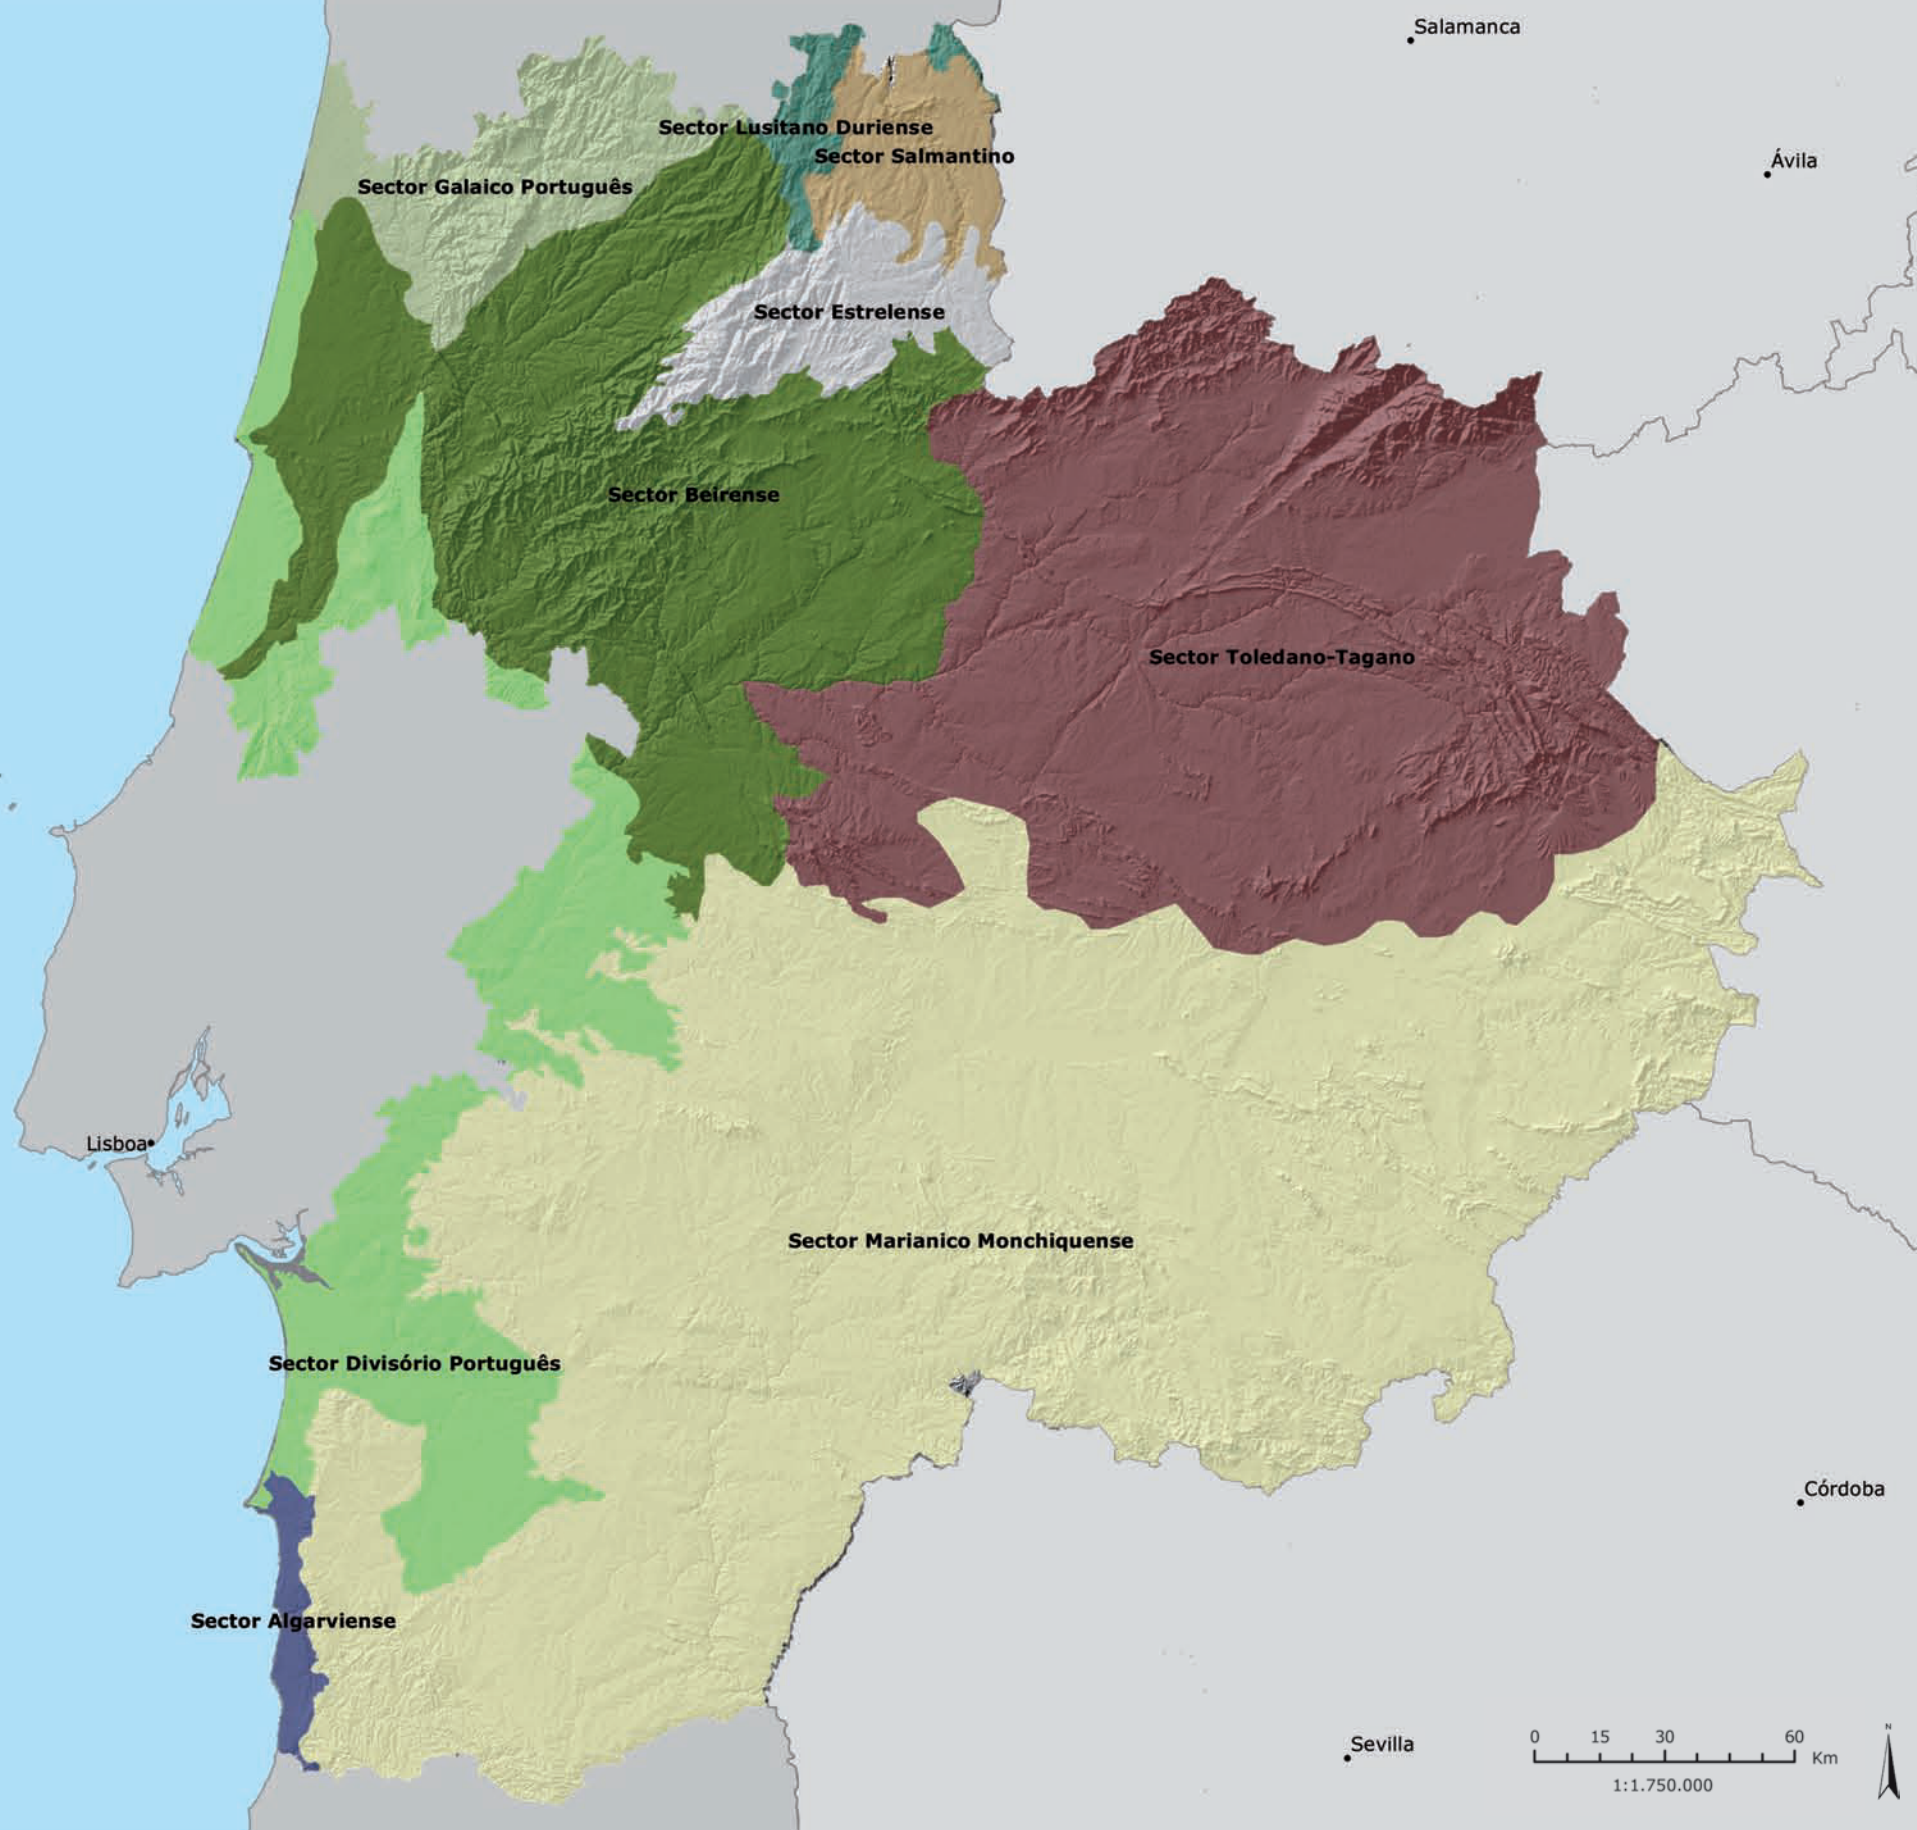 Salamanca
Sector Lusitano Duriense
Sector Salmantino
Ávila
Sector Galaico Português
Sector Estrelense
Sector Beirense
Sector Toledano-Tagano
Lisboa
Sector Marianico Monchiquense
Sector Divisório Português
Córdoba
Sector Algarviense
Sevilla
N
0 15 30 60
Km
1:1.750.000